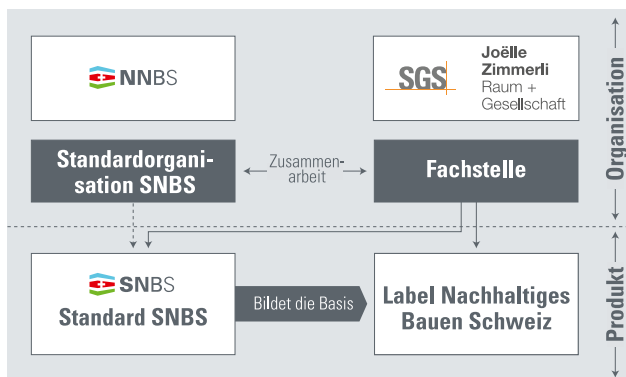 NNBS
SGS
Joëlle
Zimmerli
Raum +
Gesellschaft
Organisation
Standardorgani-
sation SNBS
Zusammen-
arbeit
Fachstelle
SNBS
Standard SNBS
Bildet die Basis
Label Nachhaltiges
Bauen Schweiz
Produkt